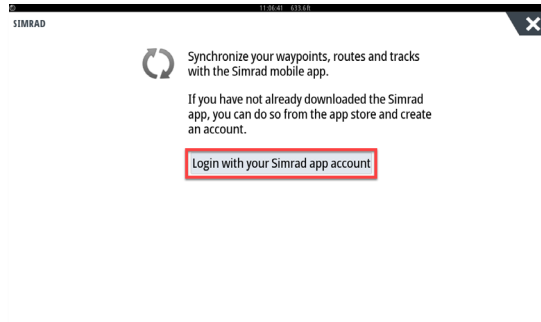 11:06:41 633.6ft
SIMRAD
Synchronize your waypoints, routes and tracks
with the Simrad mobile app.
If you have not already downloaded the Simrad
app, you can do so from the app store and create
an account.
Login with your Simrad app account